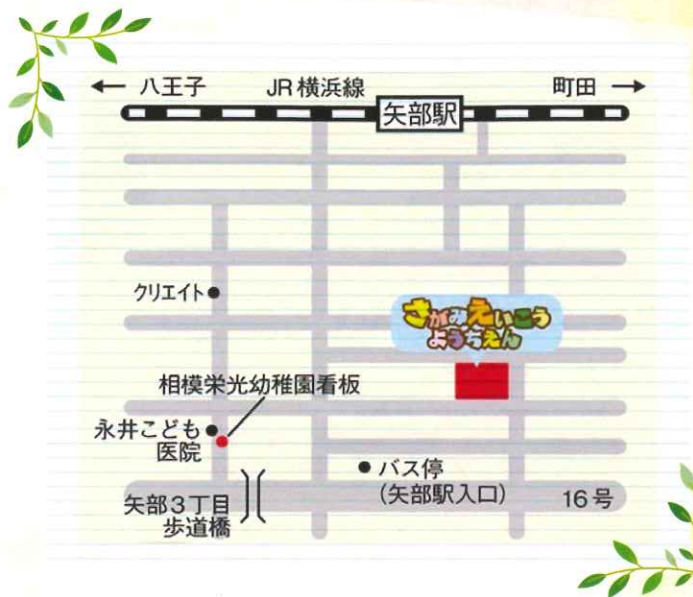 ← 八王子 JR横浜線 町田 →
矢部駅
クリエイト
さがみえいこう
ようちえん
相模栄光幼稚園看板
永井こども
医院
バス停
(矢部駅入口)
16号
矢部3丁目
歩道橋